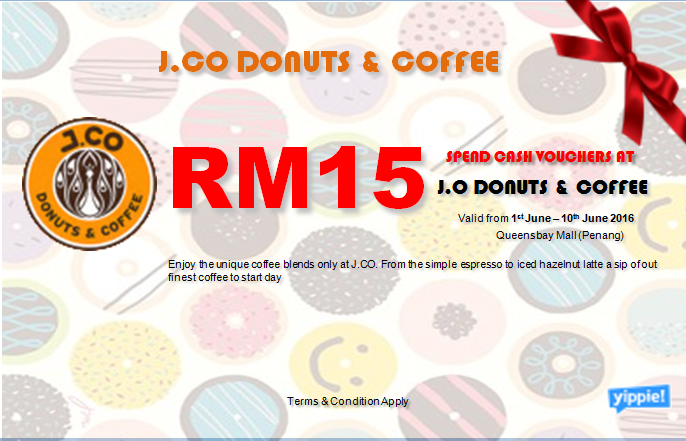 J.CO DONUTS & COFFEE
J.CO
DONUTS & COFFEE
RM15
SPEND CASH VOUCHERS AT
J.O DONUTS & COFFEE
Valid from 1st June – 10th June 2016
Queensbay Mall (Penang)
Enjoy the unique coffee blends only at J.CO. From the simple espresso to iced hazelnut latte a sip of out
finest coffee to start day
Terms & Condition Apply
yippie!